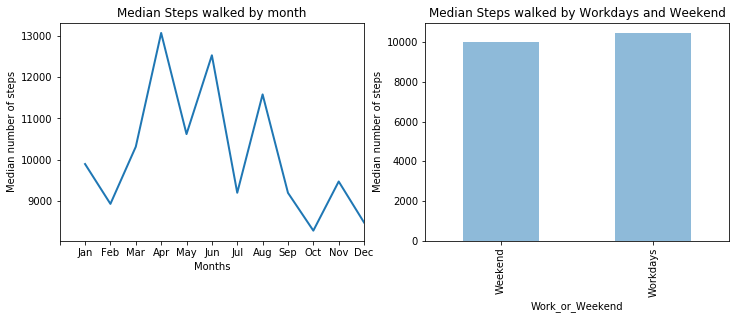 Median Steps walked by month
13000
12000
11000
10000
9000
Median number of steps
Jan Feb Mar Apr May Jun Jul Aug Sep Oct Nov Dec
Months
Median Steps walked by Workdays and Weekend
10000
8000
6000
4000
2000
0
Median number of steps
Weekend
Workdays
Work_or_Weekend